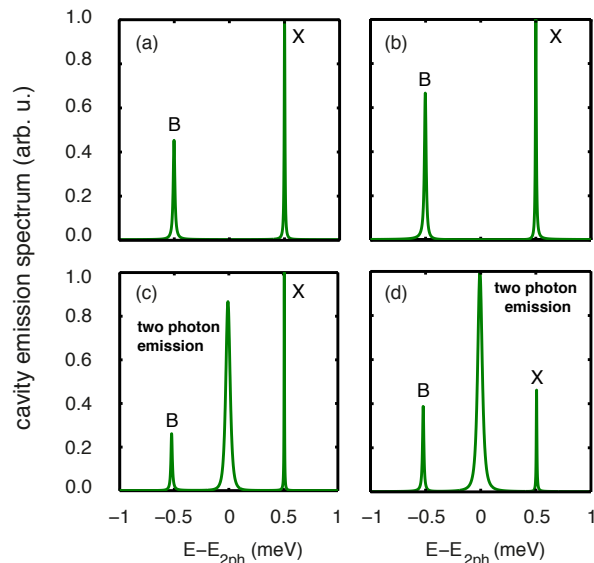 cavity emission spectrum (arb. u.)
(a)
X
B
1.0
0.8
0.6
0.4
0.2
0.0
(b)
X
B
(c)
X
two photon
emission
B
1.0
0.8
0.6
0.4
0.2
0.0
−1
−0.5
0
0.5
1
E−E2ph (meV)
(d)
two photon
emission
B
X
−1
−0.5
0
0.5
1
E−E2ph (meV)